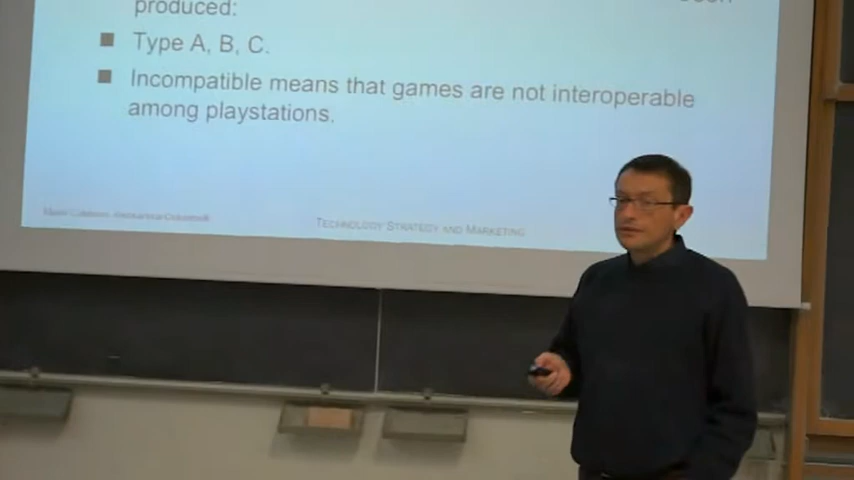 produced:
Type A, B, C.
Incompatible means that games are not interoperable
among playstations.
TECHNOLOGY STRATEGY AND MARKETING